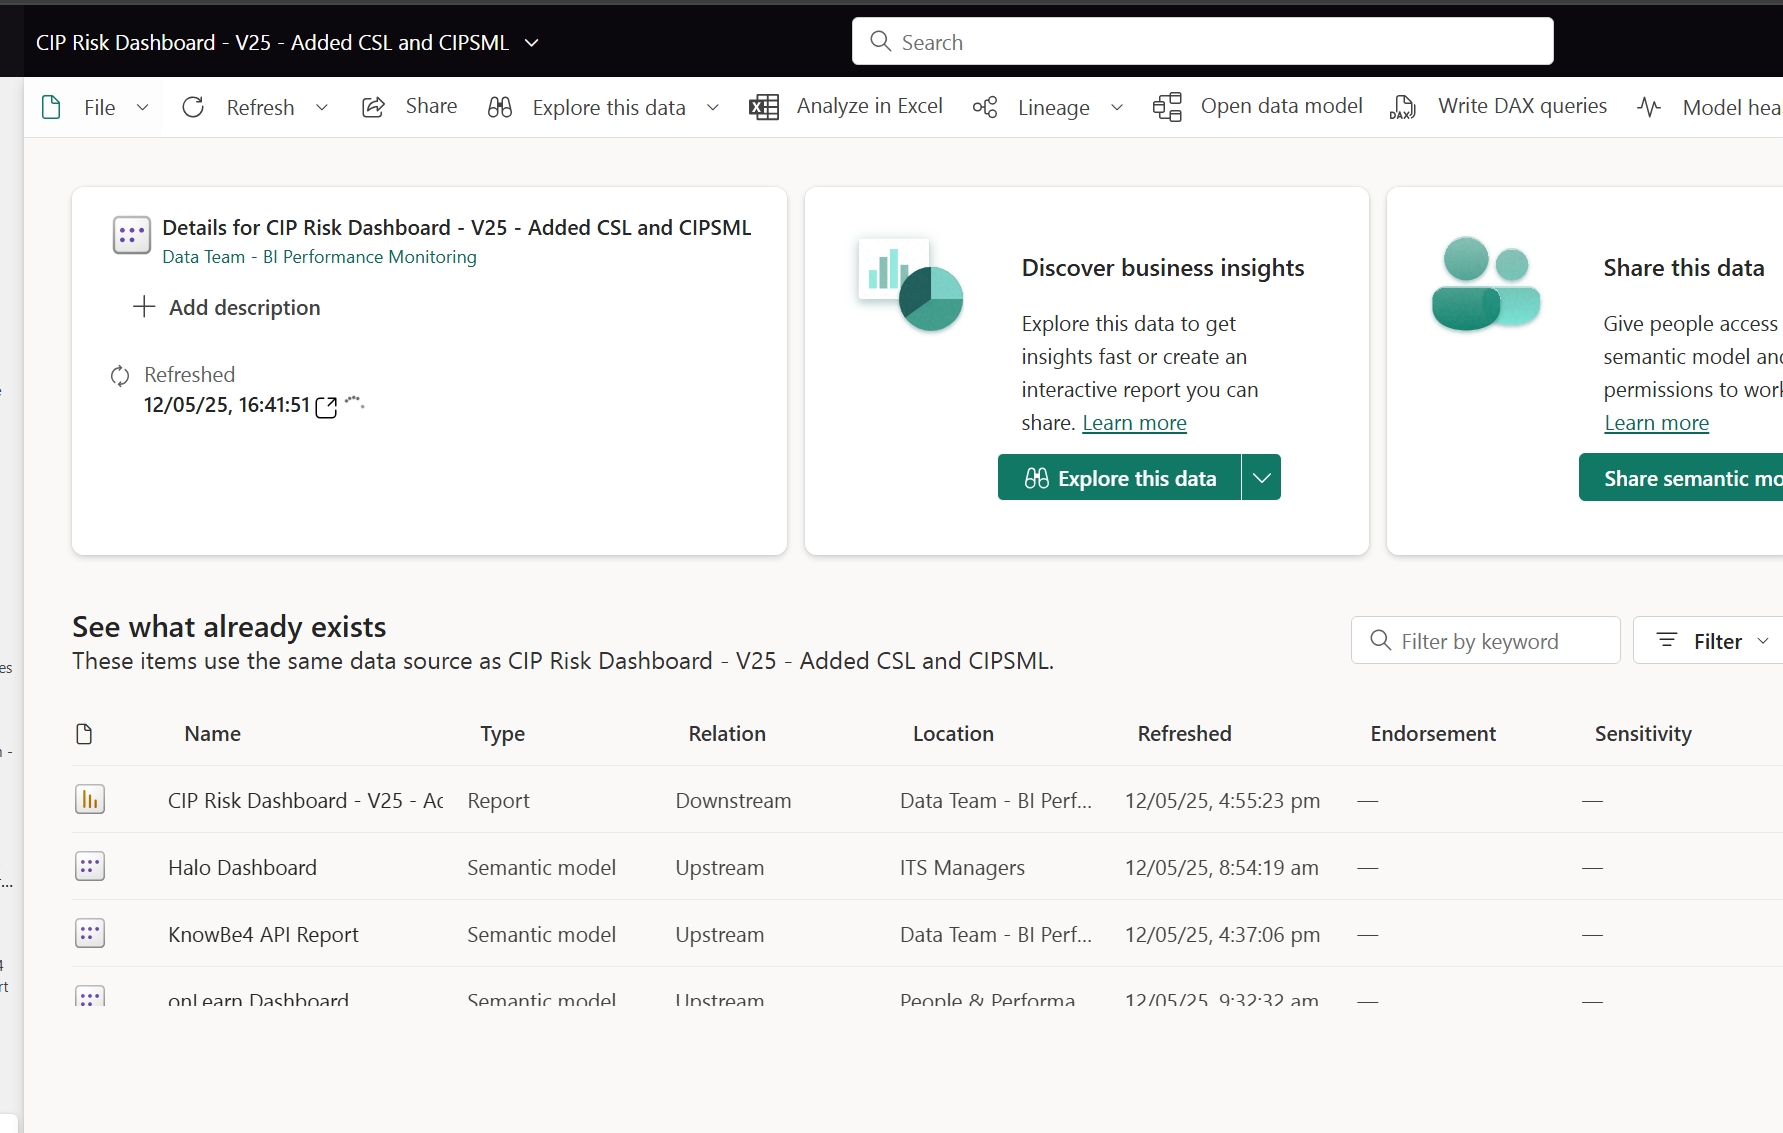 CIP Risk Dashboard - V25 - Added CSL and CIPSML
Search
File
Refresh
Share
Explore this data
Analyze in Excel
Lineage
Open data model
DAX
Write DAX queries
Details for CIP Risk Dashboard - V25 - Added CSL and CIPSML
Data Team - BI Performance Monitoring
Add description
Refreshed
12/05/25, 16:41:51
Discover business insights
Explore this data to get
insights fast or create an
interactive report you can
share. Learn more
Explore this data
Share this data
Give people access
semantic model
permissions to
Learn more
Share semantic
See what already exists
These items use the same data source as CIP Risk Dashboard - V25 - Added CSL and CIPSML.
Filter by keyword
Filter
Name Type Relation Location Refreshed Endorsement Sensitivity
CIP Risk Dashboard - V25 - Report Downstream Data Team - BI Perf... 12/05/25, 4:55:23 pm — —
Halo Dashboard Semantic model Upstream ITS Managers 12/05/25, 8:54:19 am — —
KnowBe4 API Report Semantic model Upstream Data Team - BI Perf... 12/05/25, 4:37:06 pm — —
onLearn Dashboard Semantic model Upstream People & Performa 12/05/25, 9:32:32 am — —